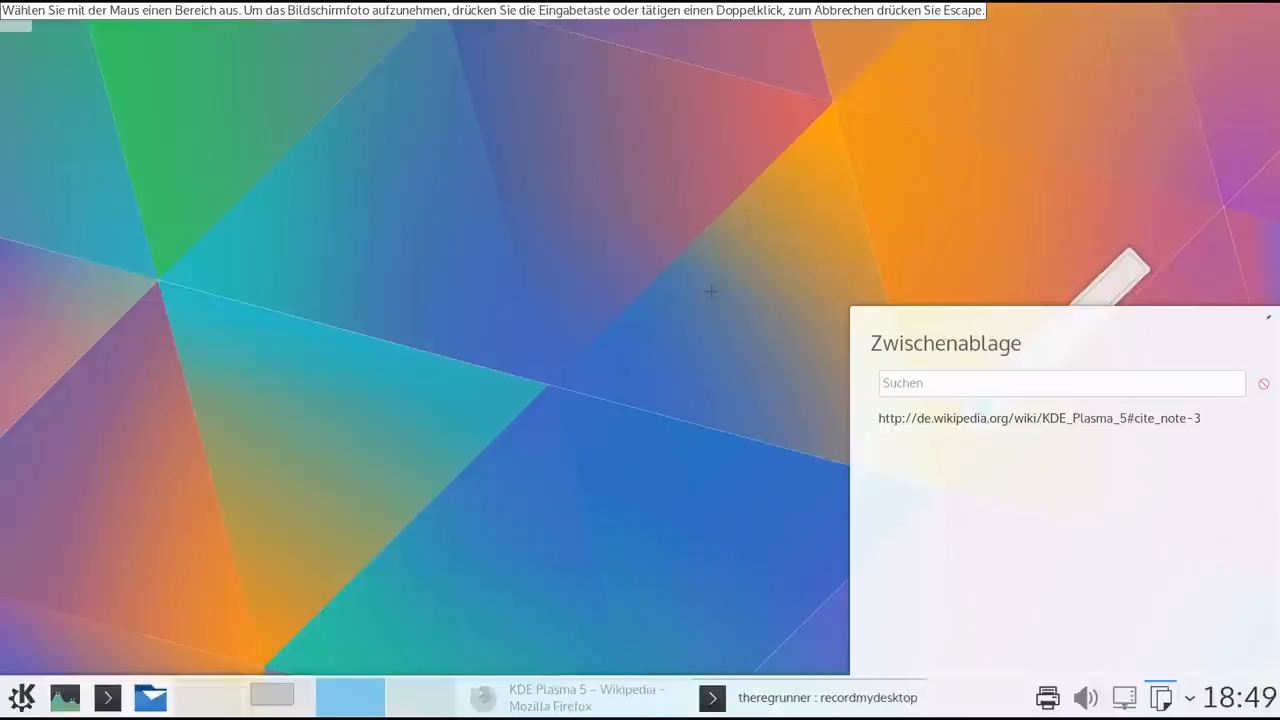 Wählen Sie mit der Maus einen Bereich aus. Um das Bildschirmfoto aufzunehmen, drücken Sie die Eingabetaste oder tätigen einen Doppelklick, zum Abbrechen drücken Sie Escape.
Zwischenablage
Suchen
http://de.wikipedia.org/wiki/KDE_Plasma_5#cite_note-3
KDE Plasma 5 – Wikipedia -
Mozilla Firefox
theregrunner : recordmydesktop
18:49